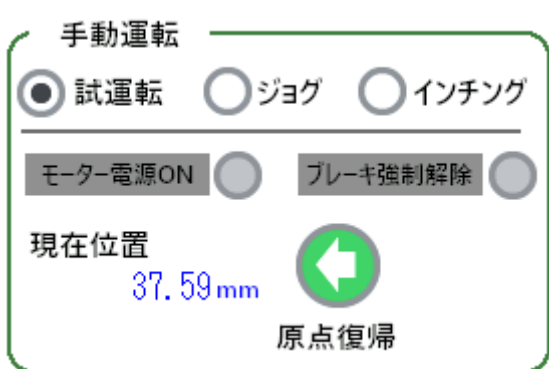 手動運転
試運転 ジョグ インチング
モーター電源ON ブレーキ強制解除
現在位置
37.59mm
原点復帰